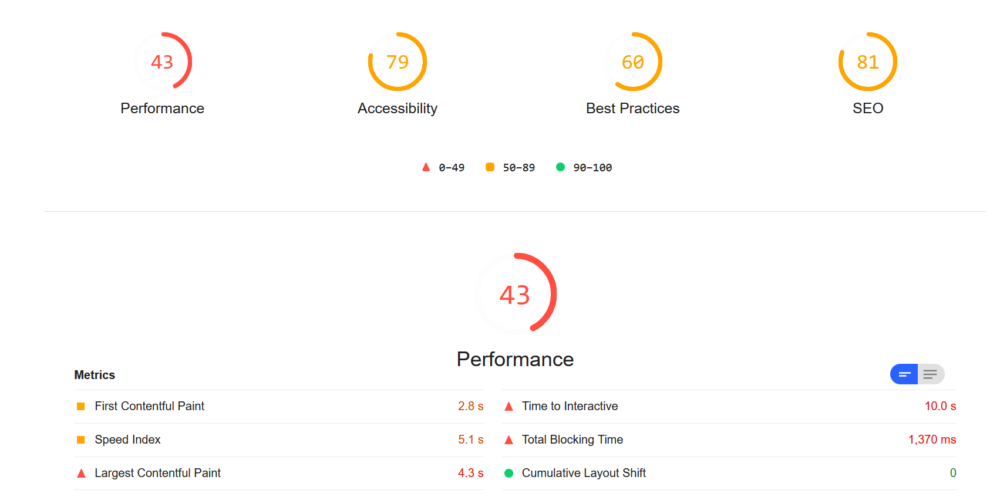 43 79 60 81
Performance Accessibility Best Practices SEO
0–49 50–89 90–100
43
Performance
Metrics
First Contentful Paint 2.8 s
Time to Interactive 10.0 s
Speed Index 5.1 s
Total Blocking Time 1,370 ms
Largest Contentful Paint 4.3 s
Cumulative Layout Shift 0